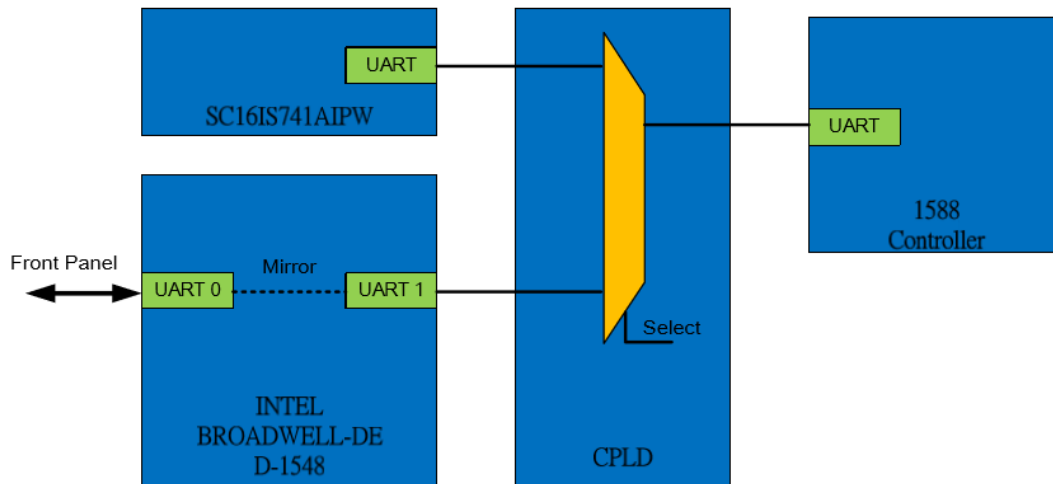 UART
SC16IS741AIPW
UART
1588
Controller
Front Panel
UART 0
Mirror
UART 1
Select
INTEL
BROADWELL-DE
D-1548
CPLD